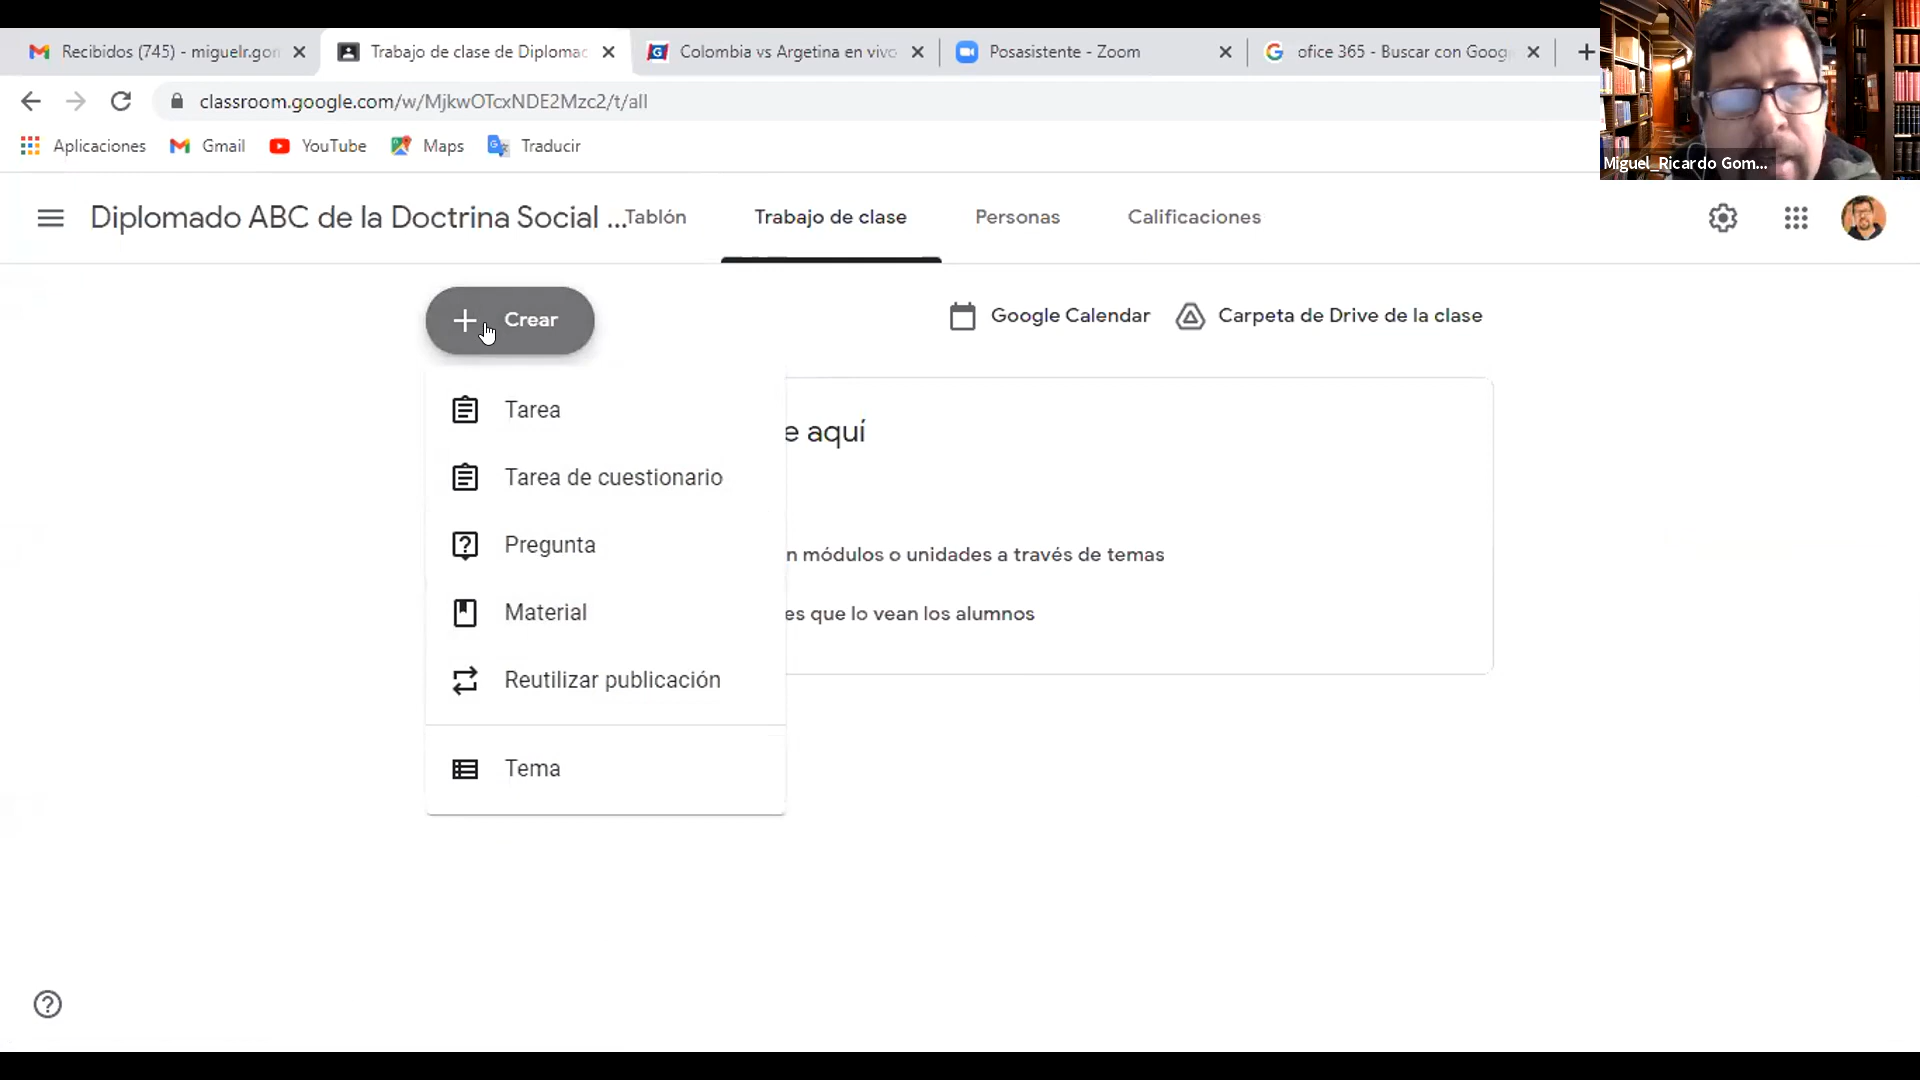 Recibidos (745) - miguelr.gon
Trabajo de clase de Diplomac
Colombia vs Argetina en vivo
Posasistente - Zoom
ofice 365 - Buscar con Goog
classroom.google.com/w/MjkwOTcxNDE2Mzc2/t/all
Aplicaciones
Gmail
YouTube
Maps
Traducir
Miguel_Ricardo Gom...
Diplomado ABC de la Doctrina Social ...
Tablón
Trabajo de clase
Personas
Calificaciones
Crear
Google Calendar
Carpeta de Drive de la clase
Tarea
e aquí
Tarea de cuestionario
Pregunta
n módulos o unidades a través de temas
Material
es que lo vean los alumnos
Reutilizar publicación
Tema